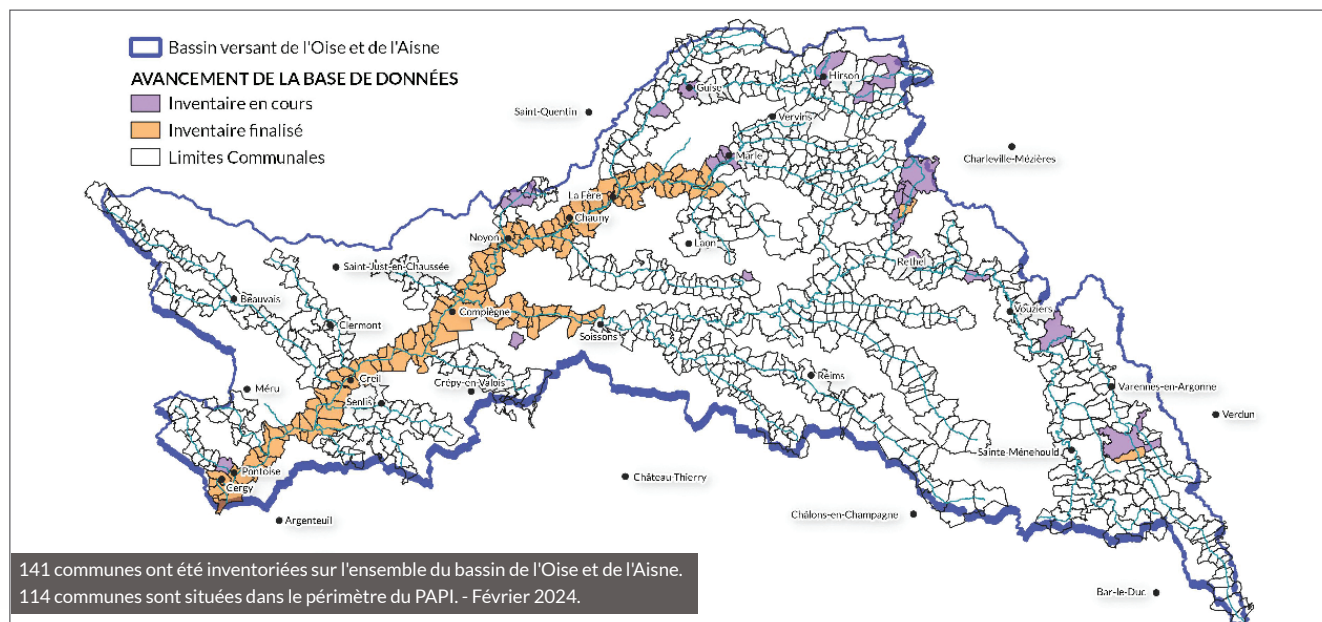 Bassin versant de l'Oise et de l'Aisne
AVANCEMENT DE LA BASE DE DONNÉES
Inventaire en cours
Inventaire finalisé
Limites Communales
Hirson
Guise
Saint-Quentin
Vervins
Charleville-Mézières
Marle
La Fère
Chauny
Noyon
Laon
Rethel
Saint-Just-en-Chaussée
Beauvais
Compiègne
Vouziers
Clermont
Soissons
Creil
Reims
Méru
Crépy-en-Valois
Varennes-en-Argonne
Senlis
Verdun
Sainte-Ménehould
Pontoise
Cergy
Château-Thierry
Argenteuil
Châlons-en-Champagne
141 communes ont été inventoriées sur l'ensemble du bassin de l'Oise et de l'Aisne.
114 communes sont situées dans le périmètre du PAPI. - Février 2024.
Bar-le-Duc